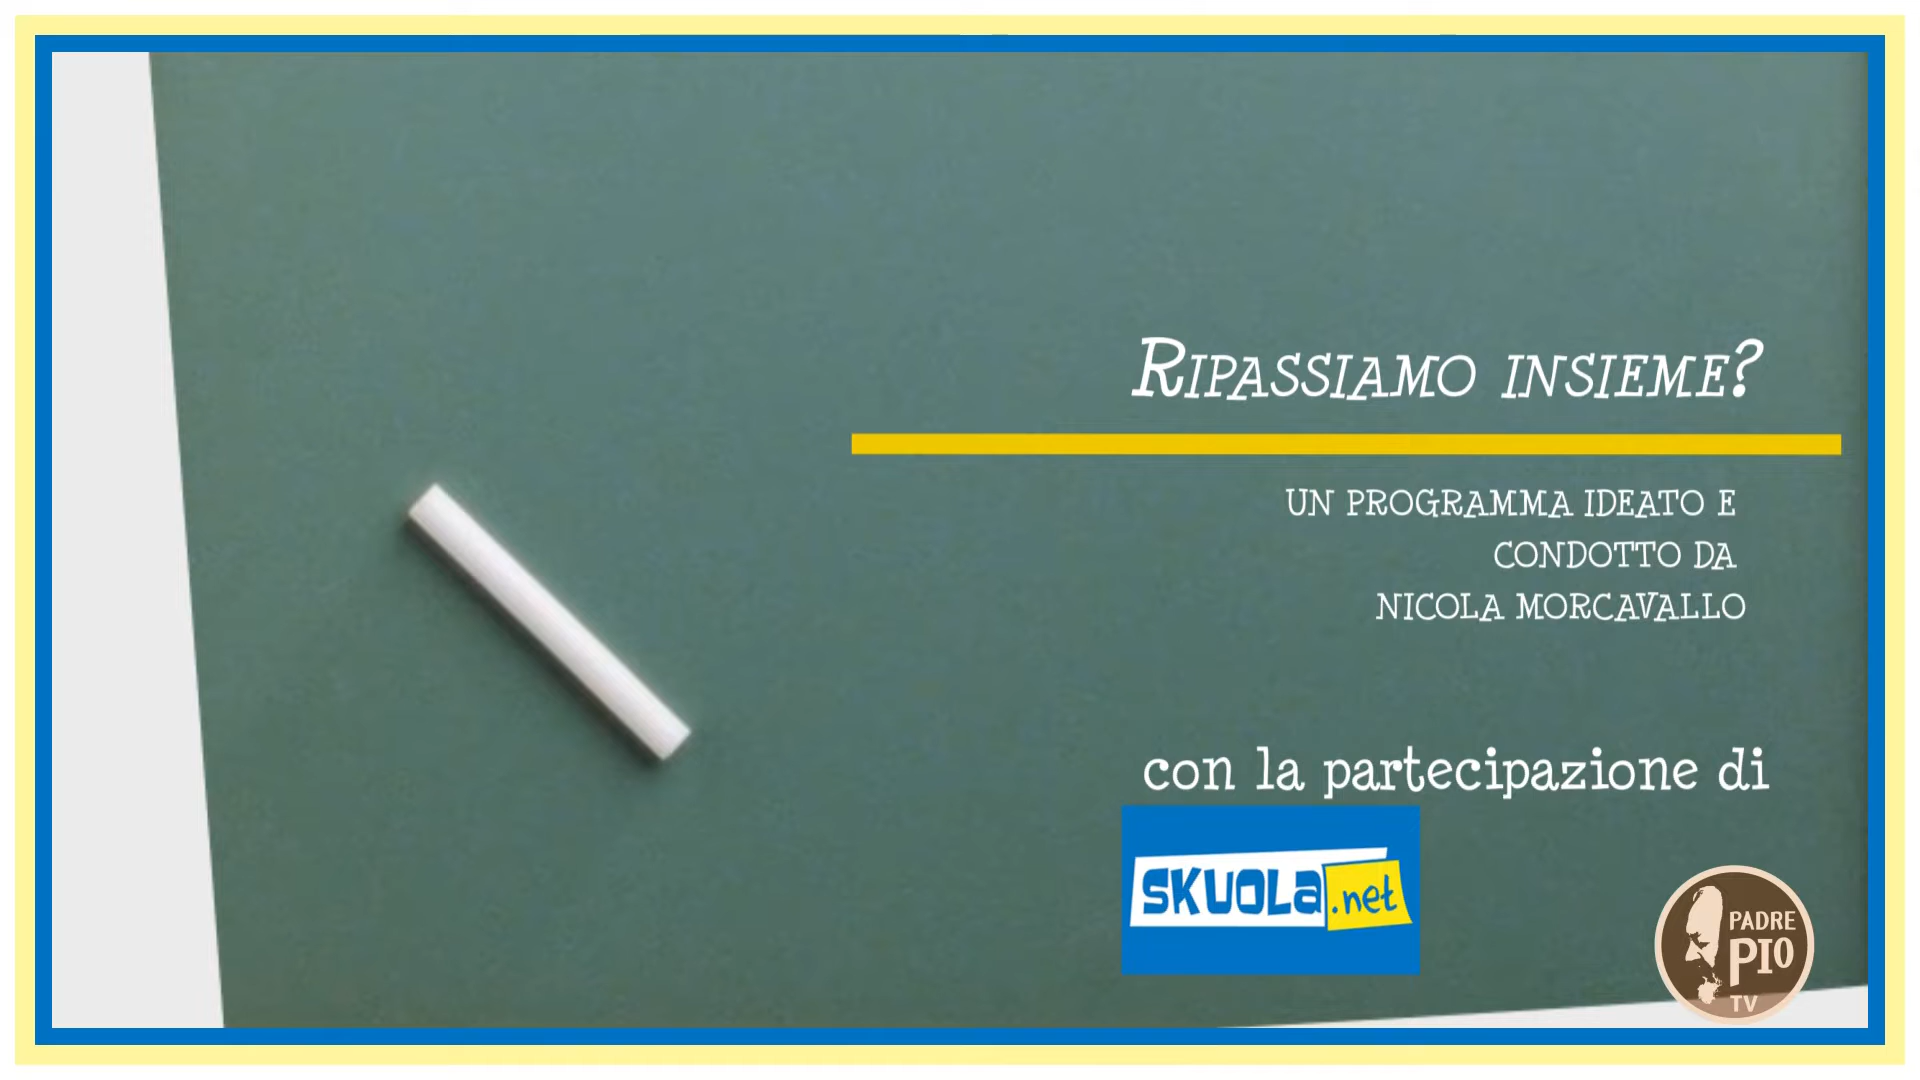 Ripassiamo insieme?
UN PROGRAMMA IDEATO E
CONDOTTO DA
NICOLA MORCAVALLO
con la partecipazione di
SKUOLa.net
PADRE
PIO
TV